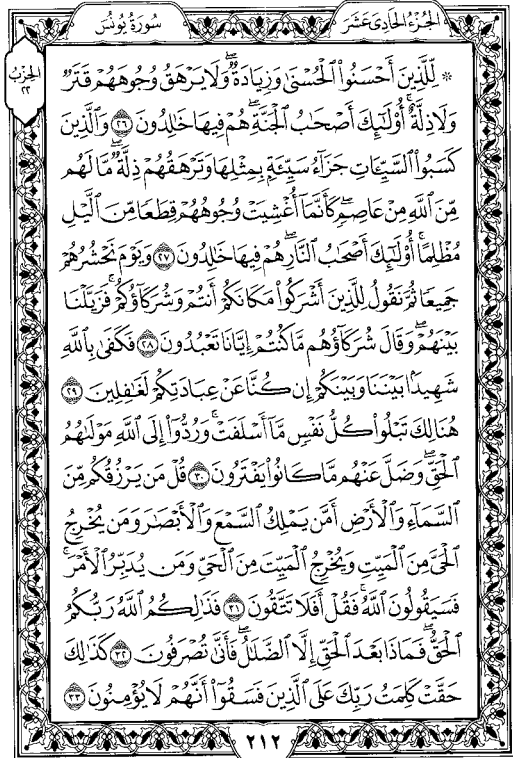 الجُزْءُ الحَادِي عَشَرَ
سُورَةُ يُونُسَ
الحِزْبُ
٢٢
۞ لِّلَّذِينَ أَحْسَنُواْ ٱلْحُسْنَىٰ وَزِيَادَةٌۖ وَلَا يَرْهَقُ وُجُوهَهُمْ قَتَرٌ
وَلَا ذِلَّةٌۚ أُوْلَٰٓئِكَ أَصْحَٰبُ ٱلْجَنَّةِۖ هُمْ فِيهَا خَٰلِدُونَ ٢٦ وَٱلَّذِينَ
كَسَبُواْ ٱلسَّيِّـَٔاتِ جَزَآءُ سَيِّئَةِۭ بِمِثْلِهَا وَتَرْهَقُهُمْ ذِلَّةٌۖ مَّا لَهُم
مِّنَ ٱللَّهِ مِنْ عَاصِمٖۖ كَأَنَّمَآ أُغْشِيَتْ وُجُوهُهُمْ قِطَعٗا مِّنَ ٱلَّيْلِ
مُظْلِمًاۚ أُوْلَٰٓئِكَ أَصْحَٰبُ ٱلنَّارِۖ هُمْ فِيهَا خَٰلِدُونَ ٢٧ وَيَوْمَ نَحْشُرُهُمْ
جَمِيعٗا ثُمَّ نَقُولُ لِلَّذِينَ أَشْرَكُواْ مَكَانَكُمْ أَنتُمْ وَشُرَكَآؤُكُمْۚ فَزَيَّلْنَا
بَيْنَهُمْۖ وَقَالَ شُرَكَآؤُهُم مَّا كُنتُمْ إِيَّانَا تَعْبُدُونَ ٢٨ فَكَفَىٰ بِٱللَّهِ
شَهِيدَۢا بَيْنَنَا وَبَيْنَكُمْ إِن كُنَّا عَنْ عِبَادَتِكُمْ لَغَٰفِلِينَ ٢٩
هُنَالِكَ تَبْلُواْ كُلُّ نَفْسٖ مَّآ أَسْلَفَتْۚ وَرُدُّوٓاْ إِلَى ٱللَّهِ مَوْلَىٰهُمُ
ٱلْحَقِّۖ وَضَلَّ عَنْهُم مَّا كَانُواْ يَفْتَرُونَ ٣٠ قُلْ مَن يَرْزُقُكُم مِّنَ
ٱلسَّمَآءِ وَٱلْأَرْضِ أَمَّن يَمْلِكُ ٱلسَّمْعَ وَٱلْأَبْصَٰرَ وَمَن يُخْرِجُ
ٱلْحَيَّ مِنَ ٱلْمَيِّتِ وَيُخْرِجُ ٱلْمَيِّتَ مِنَ ٱلْحَيِّ وَمَن يُدَبِّرُ ٱلْأَمْرَۚ
فَسَيَقُولُونَ ٱللَّهُۚ فَقُلْ أَفَلَا تَتَّقُونَ ٣١ فَذَٰلِكُمُ ٱللَّهُ رَبُّكُمُ
ٱلْحَقُّۖ فَمَاذَا بَعْدَ ٱلْحَقِّ إِلَّا ٱلضَّلَٰلُۖ فَأَنَّىٰ تُصْرَفُونَ ٣٢ كَذَٰلِكَ
حَقَّتْ كَلِمَتُ رَبِّكَ عَلَى ٱلَّذِينَ فَسَقُوٓاْ أَنَّهُمْ لَا يُؤْمِنُونَ ٣٣
٢١٢